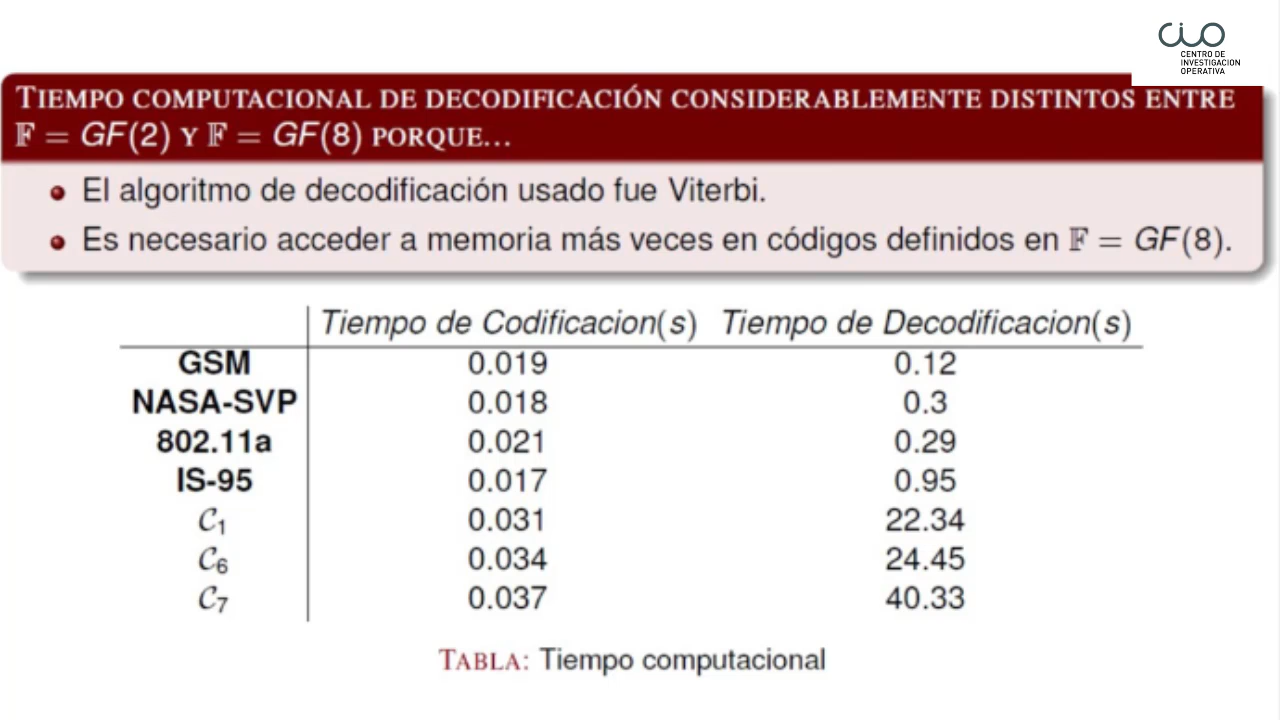 CIO
CENTRO DE
INVESTIGACION
OPERATIVA
TIEMPO COMPUTACIONAL DE DECODIFICACIÓN CONSIDERABLEMENTE DISTINTOS ENTRE
𝔽 = GF(2) Y 𝔽 = GF(8) PORQUE...
El algoritmo de decodificación usado fue Viterbi.
Es necesario acceder a memoria más veces en códigos definidos en 𝔽 = GF(8).
Tiempo de Codificacion(s) Tiempo de Decodificacion(s)
GSM 0.019 0.12
NASA-SVP 0.018 0.3
802.11a 0.021 0.29
IS-95 0.017 0.95
𝒞₁ 0.031 22.34
𝒞₆ 0.034 24.45
𝒞₇ 0.037 40.33
TABLA: Tiempo computacional